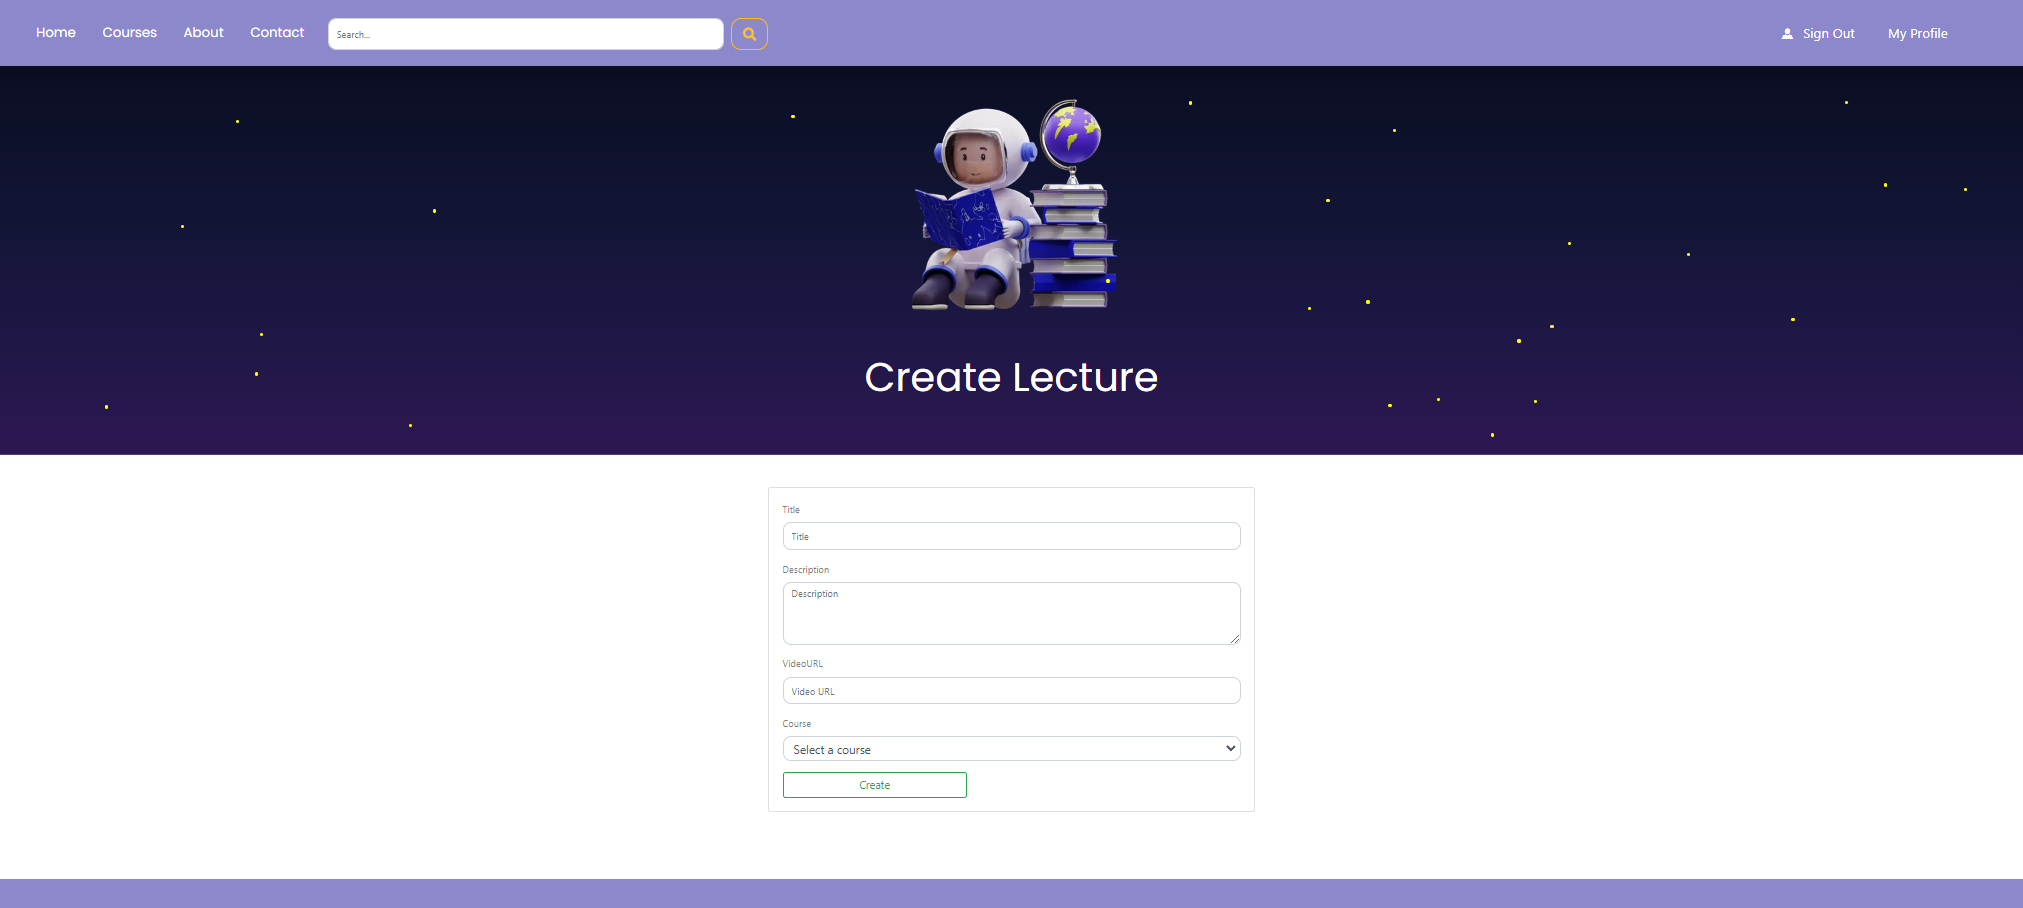 Home Courses About Contact Search... Sign Out My Profile
Create Lecture
Title
Title
Description
Description
VideoURL
Video URL
Course
Select a course
Create